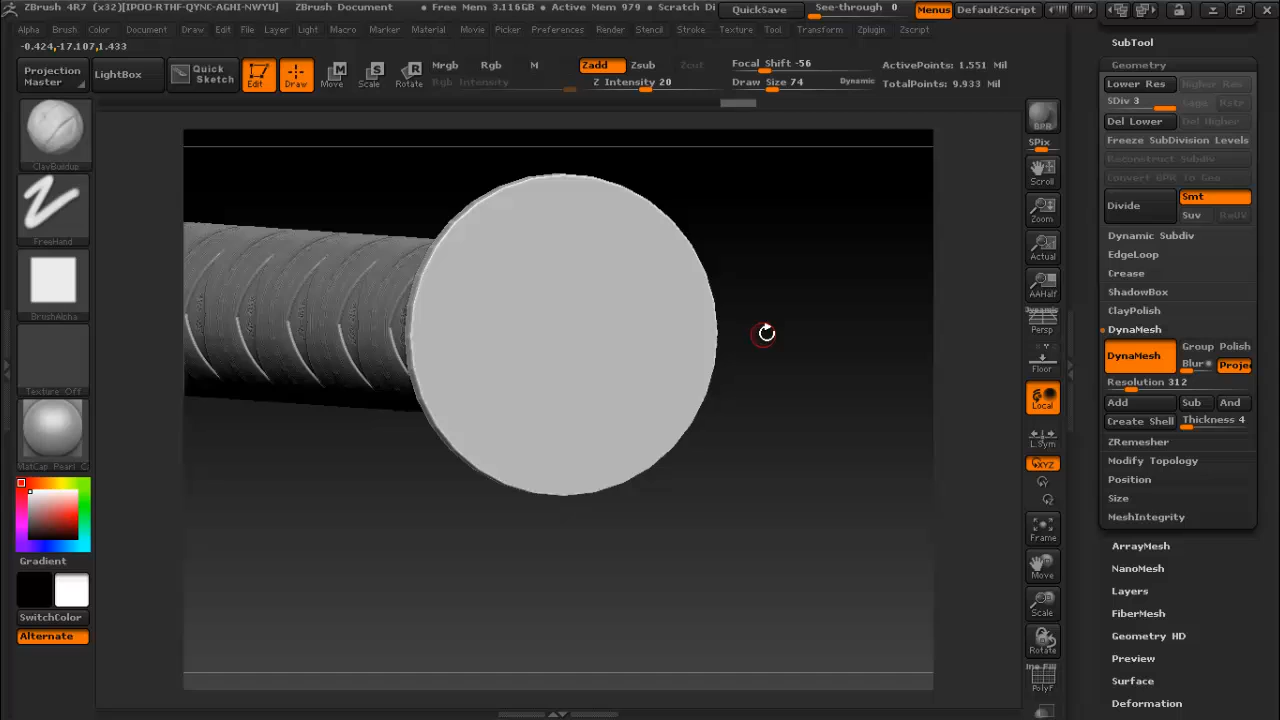 ZBrush 4R7 (x32)[IPOO-RTHF-QYNC-AGHI-NWYU] ZBrush Document • Free Mem 3.116GB • Active Mem 979 • Scratch Di QuickSave See-through 0 Menus DefaultZScript
Alpha Brush Color Document Draw Edit File Layer Light Macro Marker Material Movie Picker Preferences Render Stencil Stroke Texture Tool Transform Zplugin Zscript
-0.424,-17.107,1.433
Projection Master
LightBox
Quick Sketch
Edit
Draw
Move
Scale
Rotate
Mrgb Rgb M
Rgb Intensity
Zadd Zsub Zcut
Z Intensity 20
Focal Shift -56
Draw Size 74 Dynamic
ActivePoints: 1.551 Mil
TotalPoints: 9.933 Mil
ClayBuildup
FreeHand
BrushAlpha
Texture Off
Gradient
SwitchColor
Alternate
BPR
SPix
Scroll
Zoom
Actual
AAHalf
Dynamic
Persp
Floor
Local
L.Sym
XYZ
Frame
Move
Scale
Rotate
PolyF
SubTool
Geometry
Lower Res Higher Res
SDiv 3 Cage Rstr
Del Lower Del Higher
Freeze SubDivision Levels
Reconstruct Subdiv
Convert BPR To Geo
Divide Smt
Suv RelUV
Dynamic Subdiv
EdgeLoop
Crease
ShadowBox
ClayPolish
DynaMesh
DynaMesh Group Polish
Blur Projec
Resolution 312
Add Sub And
Create Shell Thickness 4
ZRemesher
Modify Topology
Position
Size
MeshIntegrity
ArrayMesh
NanoMesh
Layers
FiberMesh
Geometry HD
Preview
Surface
Deformation